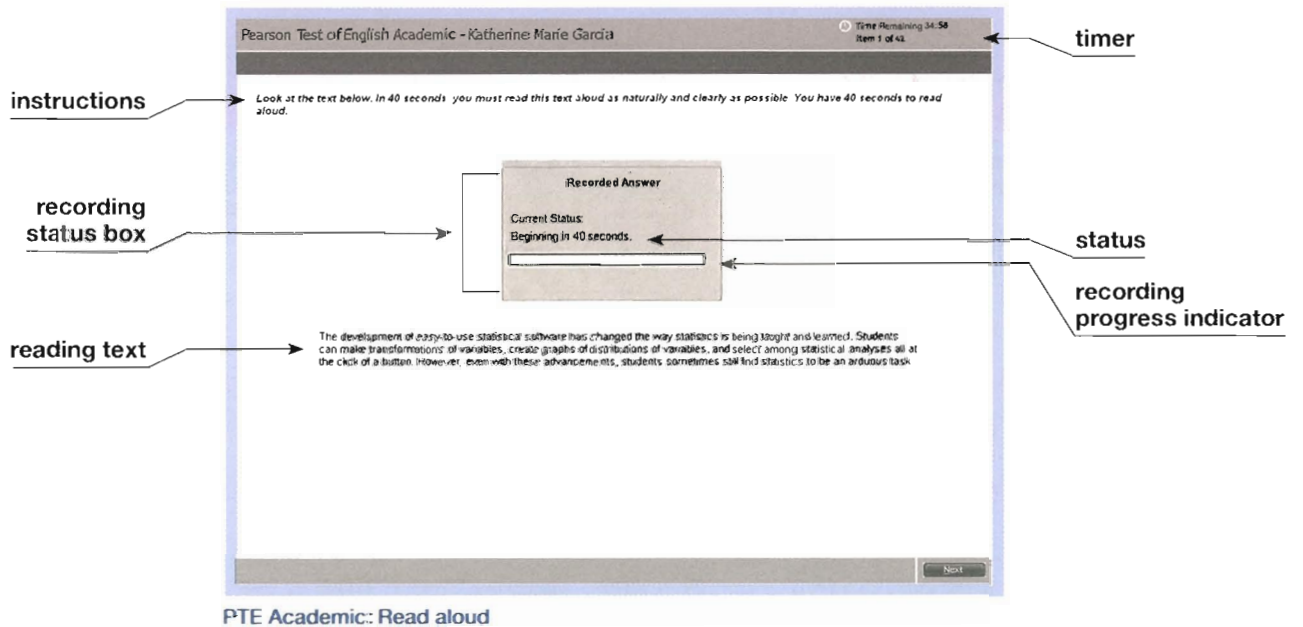 Pearson Test of English Academic - Katherine Marie Garcia
Time Remaining 34:58
Item 1 of 41
timer
instructions
Look at the text below. In 40 seconds you must read this text aloud as naturally and clearly as possible You have 40 seconds to read
aloud.
Recorded Answer
recording
status box
Current Status:
Beginning in 40 seconds.
status
recording
progress indicator
reading text
The development of easy-to-use statistical software has changed the way statistics is being taught and learned. Students
can make transformations of variables, create graphs of distributions of variables, and select among statistical analyses all at
the click of a button. However, even with these advancements, students sometimes still find statistics to be an arduous task
Next
PTE Academic: Read aloud